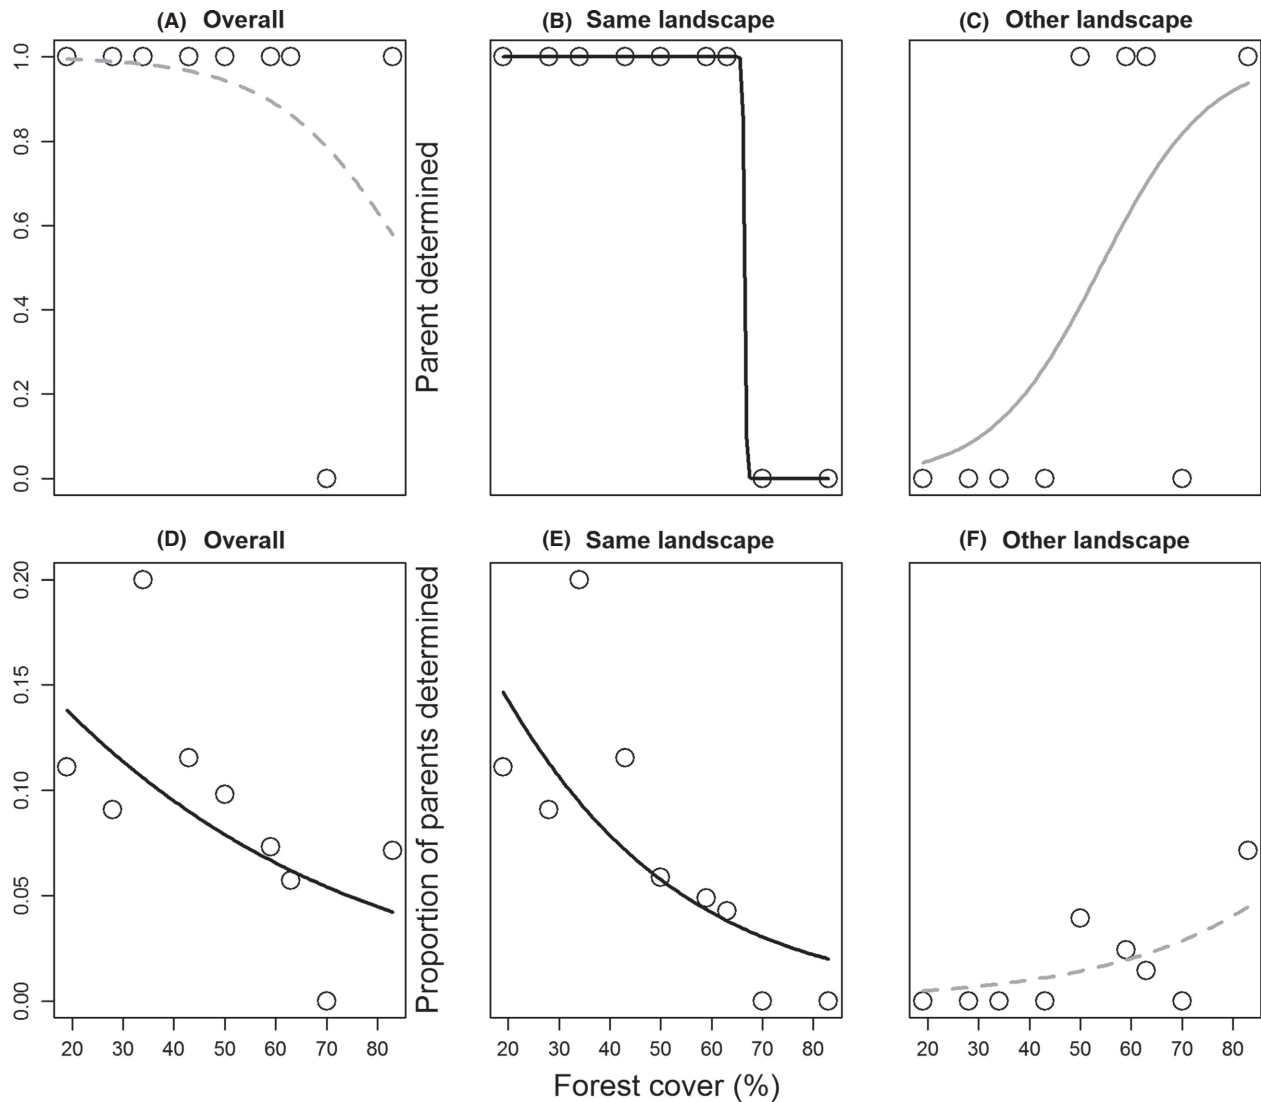 (A) Overall
(B) Same landscape
(C) Other landscape
Parent determined
1.0
0.8
0.6
0.4
0.2
0.0
(D) Overall
(E) Same landscape
(F) Other landscape
Proportion of parents determined
0.20
0.15
0.10
0.05
0.00
20 30 40 50 60 70 80
20 30 40 50 60 70 80
20 30 40 50 60 70 80
Forest cover (%)